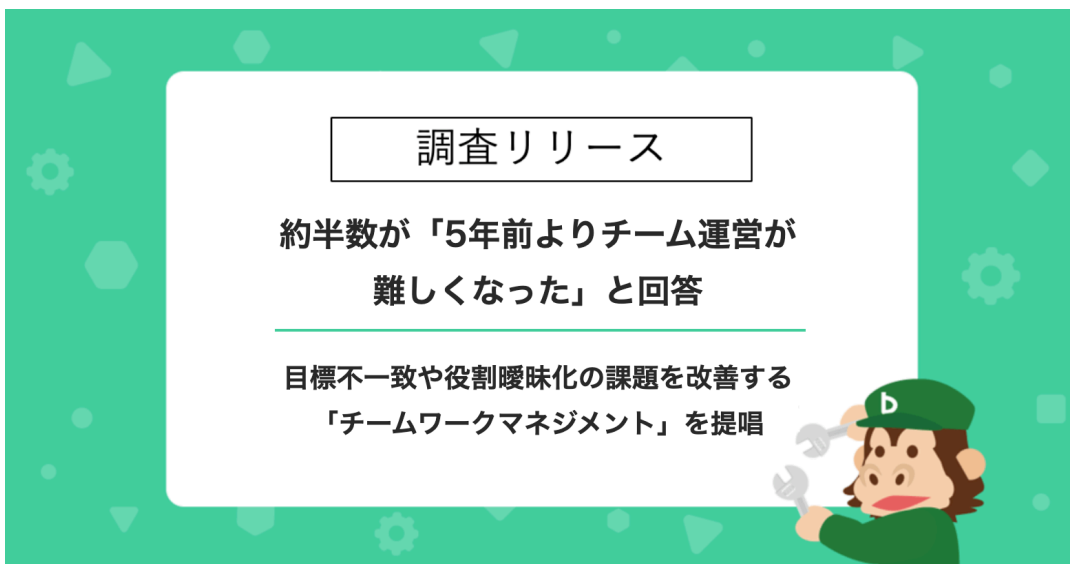 調査リリース
約半数が「5年前よりチーム運営が
難しくなった」と回答
目標不一致や役割曖昧化の課題を改善する
「チームワークマネジメント」を提唱
b